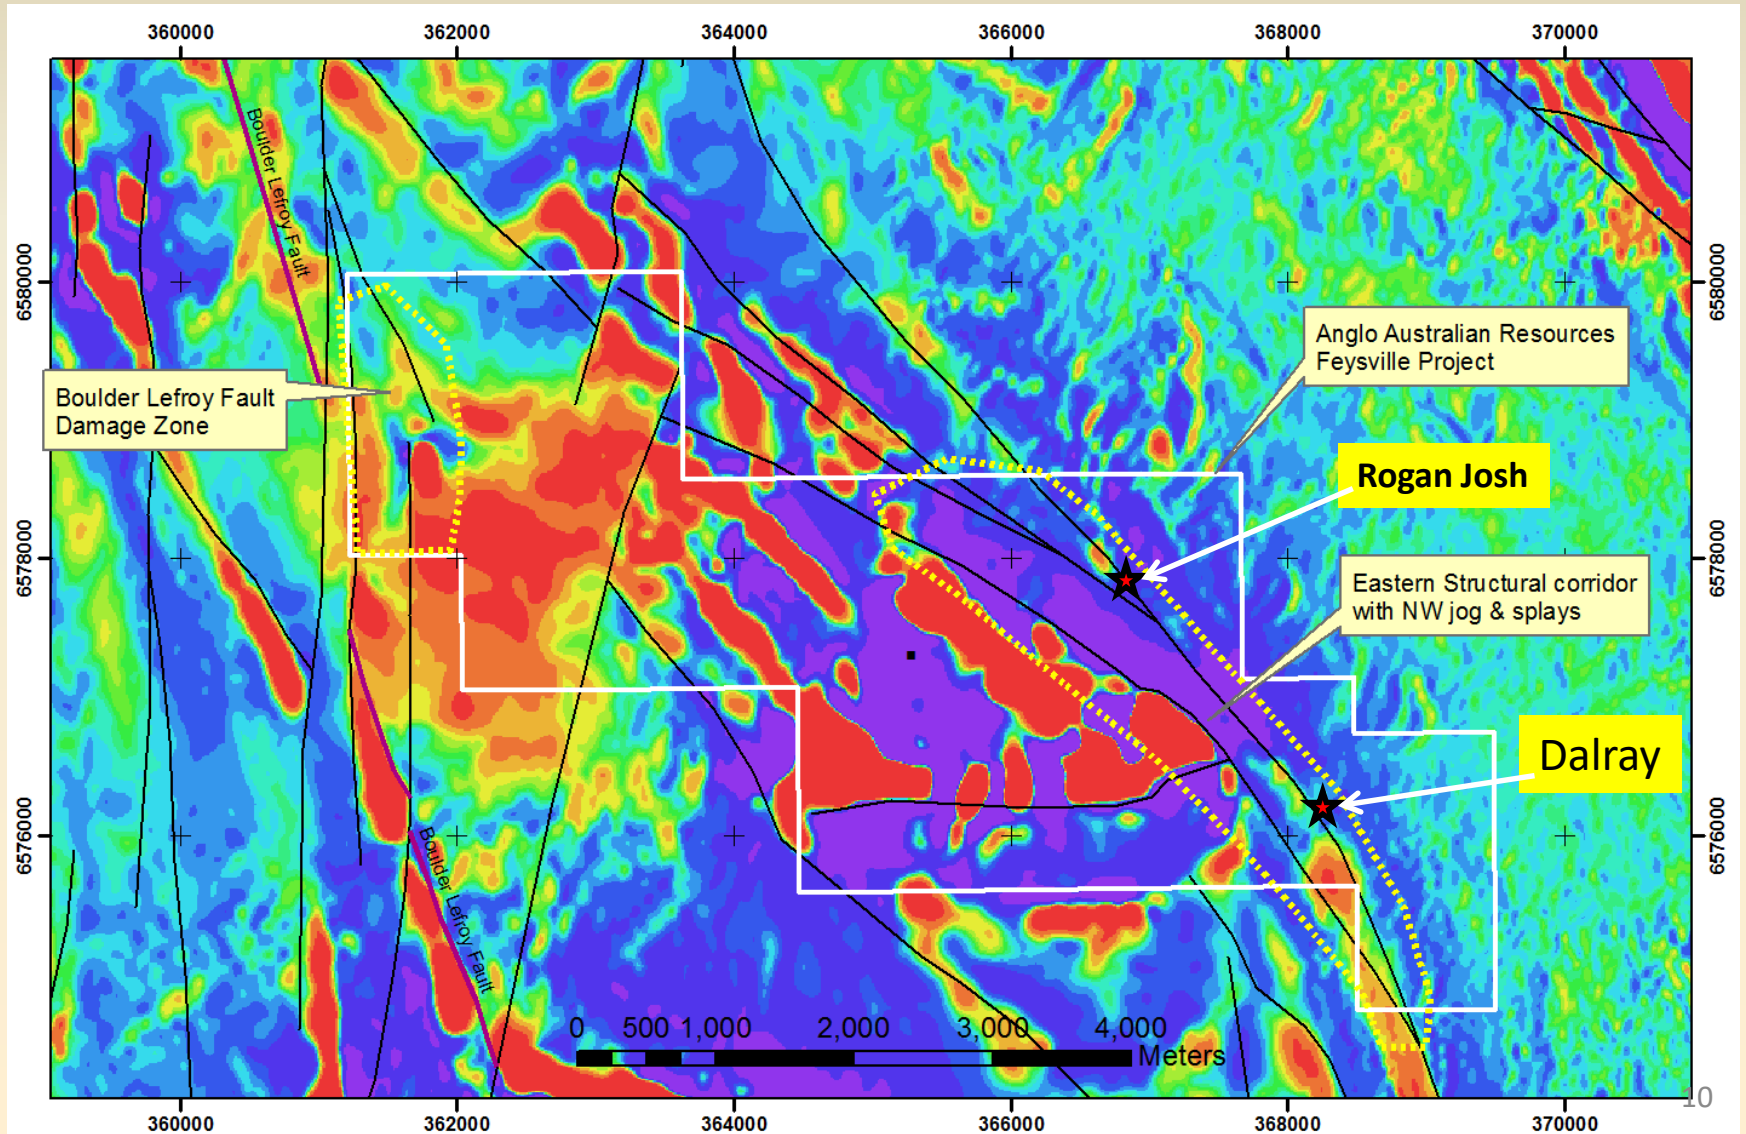 360000 362000 364000 366000 368000 370000
Boulder Lefroy Fault
6580000
6580000
Anglo Australian Resources
Feysville Project
Boulder Lefroy Fault
Damage Zone
Rogan Josh
6578000
6578000
Eastern Structural corridor
with NW jog & splays
Dalray
6576000
6576000
Boulder Lefroy Fault
0 500 1,000 2,000 3,000 4,000
Meters
10
360000 362000 364000 366000 368000 370000